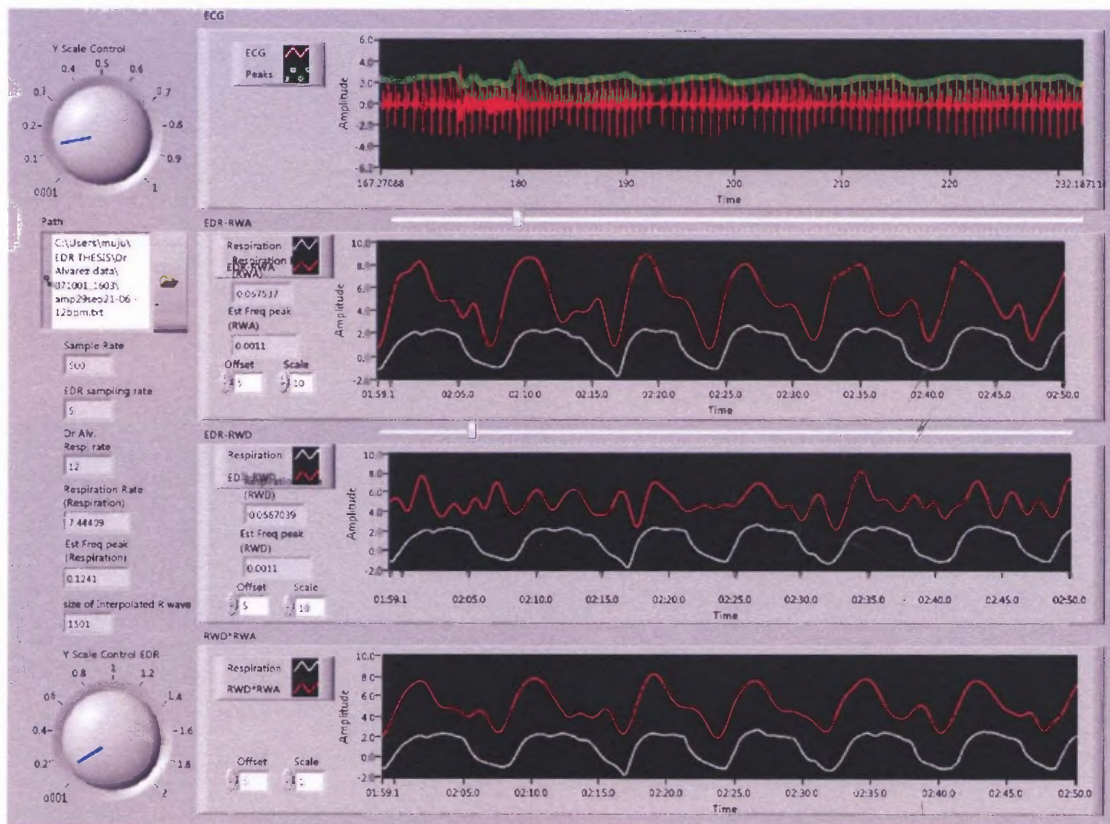 ECG
Y Scale Control
0.001 0.1 0.2 0.3 0.4 0.5 0.6 0.7 0.8 0.9 1
ECG
Peaks
Amplitude
6.0
4.0
2.0
0.0
-4.0
167.27068 180 190 200 210 220
Time
Path
C:\Users\muju\
EDR THESIS\Dr
Alvarez data\
12bpm.txt
Sample Rate
500
EDR sampling rate
5
Dr Alv.
Respi rate
12
Respiration Rate
(Respiration)
7.44409
Est Freq peak
(Respiration)
0.1241
size of Interpolated R wave
1501
EDR-RWA
Respiration
EDR-RWA
(RWA)
0.067537
Est Freq peak
(RWA)
0.0011
Offset Scale
5 10
Amplitude
10.0
8.0
6.0
4.0
2.0
0.0
-2.0
01:59.1 02:05.0 02:10.0 02:15.0 02:20.0 02:25.0 02:30.0 02:35.0 02:40.0 02:45.0 02:50.0
Time
EDR-RWD
Respiration
(RWD)
0.0667039
Est Freq peak
(RWD)
0.0011
Offset Scale
5 10
Amplitude
10.0
8.0
6.0
4.0
2.0
0.0
-2.0
01:59.1 02:05.0 02:10.0 02:15.0 02:20.0 02:25.0 02:30.0 02:35.0 02:40.0 02:45.0 02:50.0
Time
RWD*RWA
Y Scale Control EDR
0.2 0.4 0.6 0.8 1 1.2 1.4 1.6 1.8 2
Respiration
RWD*RWA
Offset Scale
Amplitude
10.0
8.0
6.0
4.0
2.0
0.0
-2.0
01:59.1 02:05.0 02:10.0 02:15.0 02:20.0 02:25.0 02:30.0 02:35.0 02:40.0 02:45.0 02:50.0
Time